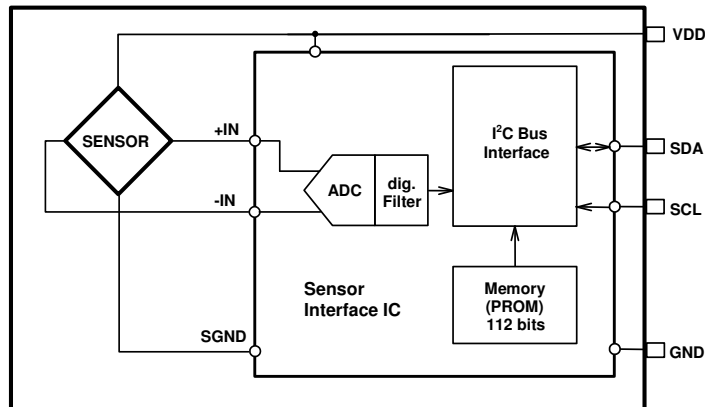 VDD
SENSOR
+IN
-IN
ADC
dig.
Filter
I²C Bus
Interface
SDA
SCL
Sensor
Interface IC
Memory
(PROM)
112 bits
SGND
GND